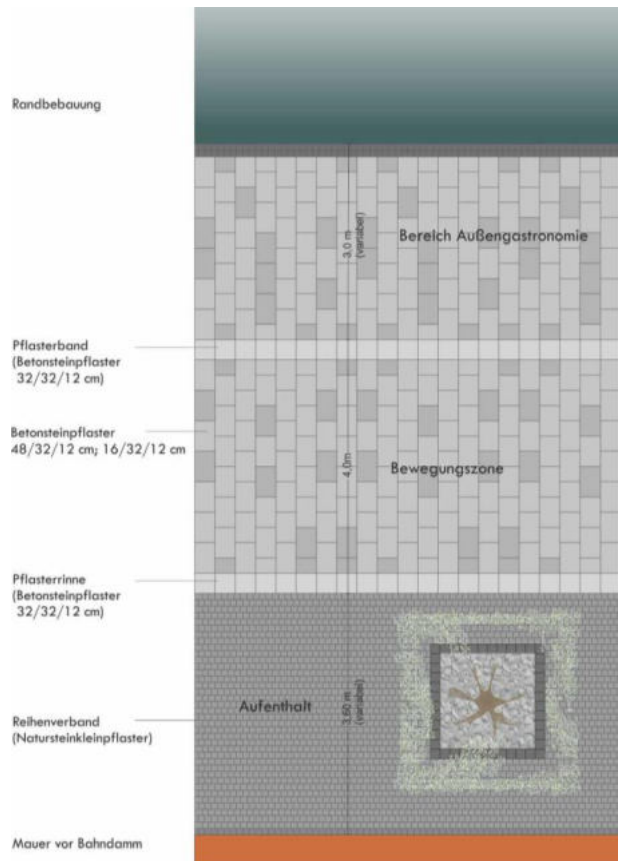 Randbebauung
3,0 m
(variabel)
Bereich Außengastronomie
Pflasterband
(Betonsteinpflaster
32/32/12 cm)
Betonsteinpflaster
48/32/12 cm; 16/32/12 cm
4,0m
Bewegungszone
Pflasterrinne
(Betonsteinpflaster
32/32/12 cm)
Aufenthalt
3,60 m
(variabel)
Reihenverband
(Natursteinkleinpflaster)
Mauer vor Bahndamm